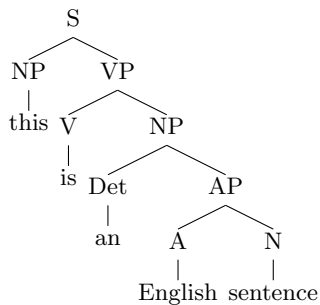 S
NP VP
this V NP
is Det AP
an A N
English sentence